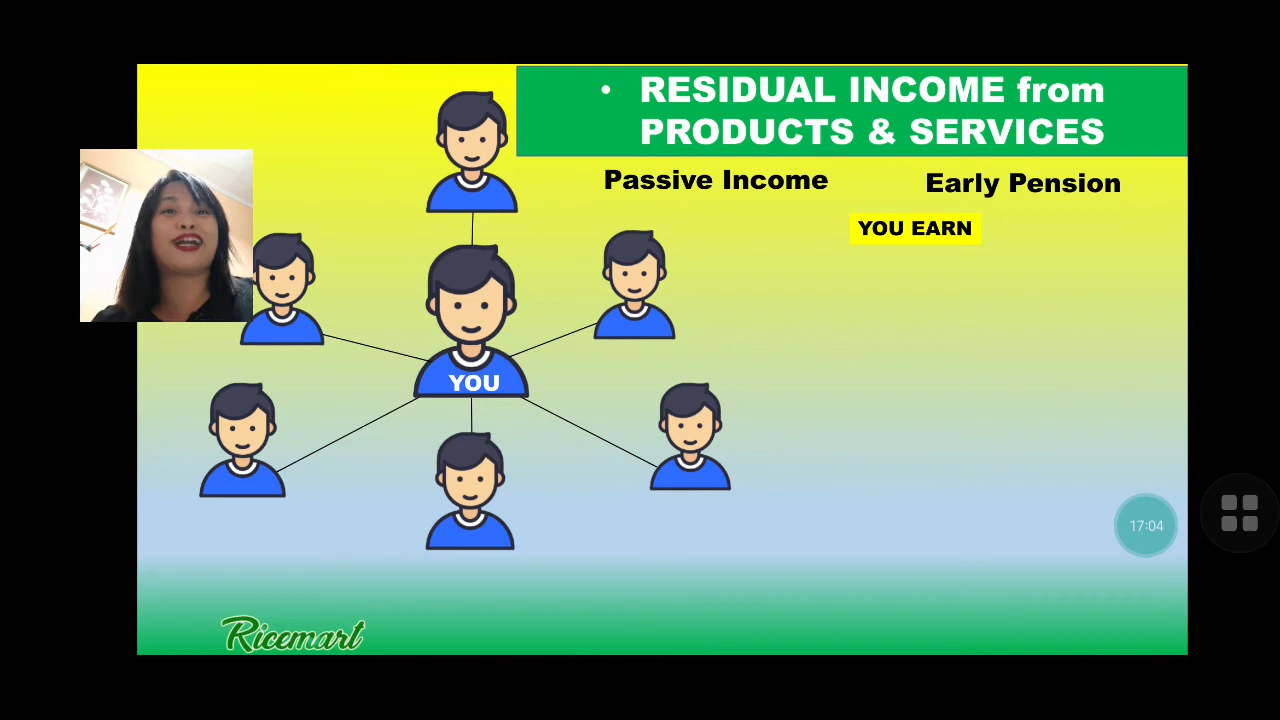 • RESIDUAL INCOME from
PRODUCTS & SERVICES
Passive Income
Early Pension
YOU EARN
YOU
17:04
Ricemart